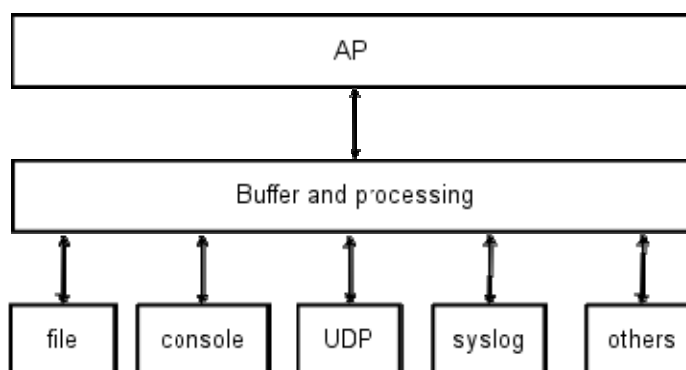 AP
Buffer and processing
file
console
UDP
syslog
others